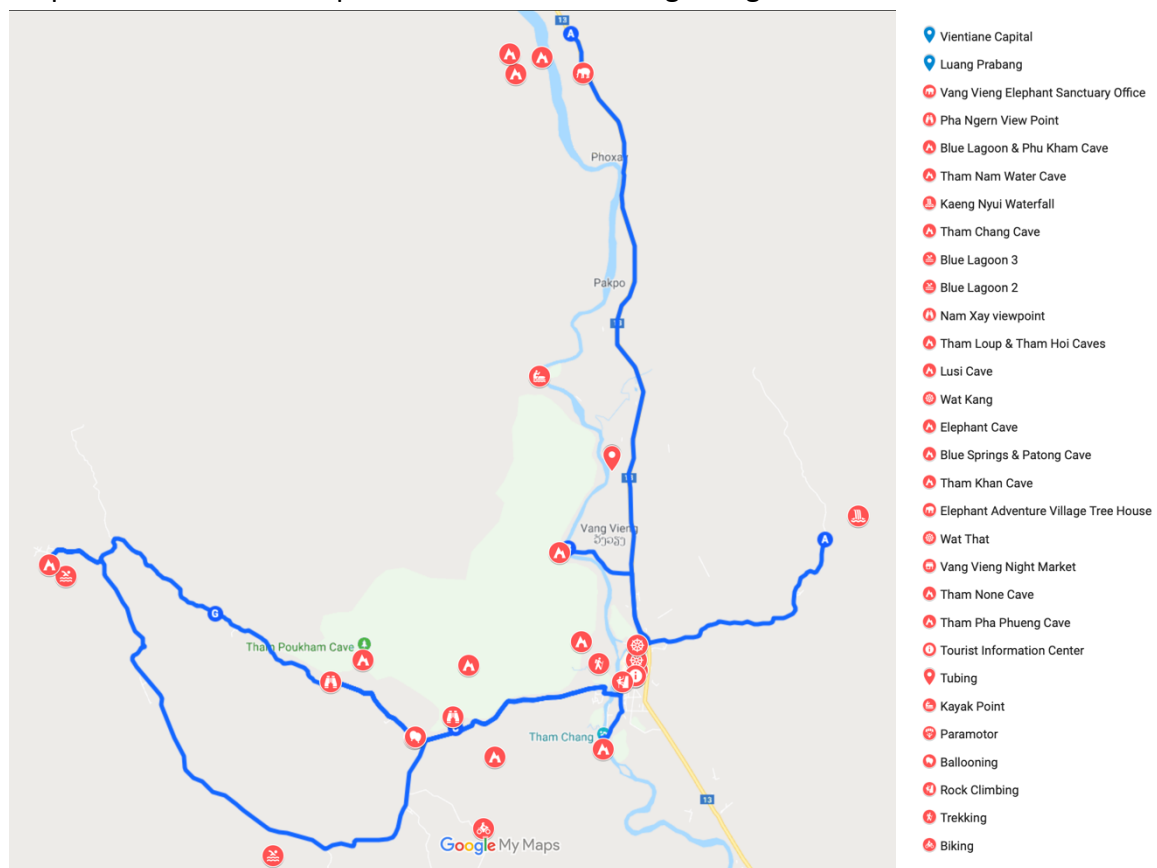 13
A
Phoxay
Pakpo
13
13
Vang Vieng
ວັງວຽງ
A
G
Tham Poukham Cave
Tham Chang
13
Google My Maps
Vientiane Capital
Luang Prabang
Vang Vieng Elephant Sanctuary Office
Pha Ngern View Point
Blue Lagoon & Phu Kham Cave
Tham Nam Water Cave
Kaeng Nyui Waterfall
Tham Chang Cave
Blue Lagoon 3
Blue Lagoon 2
Nam Xay viewpoint
Tham Loup & Tham Hoi Caves
Lusi Cave
Wat Kang
Elephant Cave
Blue Springs & Patong Cave
Tham Khan Cave
Elephant Adventure Village Tree House
Wat That
Vang Vieng Night Market
Tham None Cave
Tham Pha Phueng Cave
Tourist Information Center
Tubing
Kayak Point
Paramotor
Ballooning
Rock Climbing
Trekking
Biking